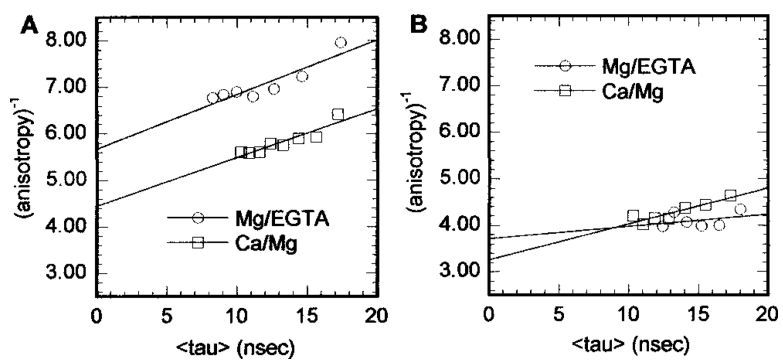 A
(anisotropy)⁻¹
8.00
7.00
6.00
5.00
4.00
3.00
Mg/EGTA
Ca/Mg
0 5 10 15 20
<tau> (nsec)
B
(anisotropy)⁻¹
8.00
7.00
6.00
5.00
4.00
3.00
Mg/EGTA
Ca/Mg
0 5 10 15 20
<tau> (nsec)